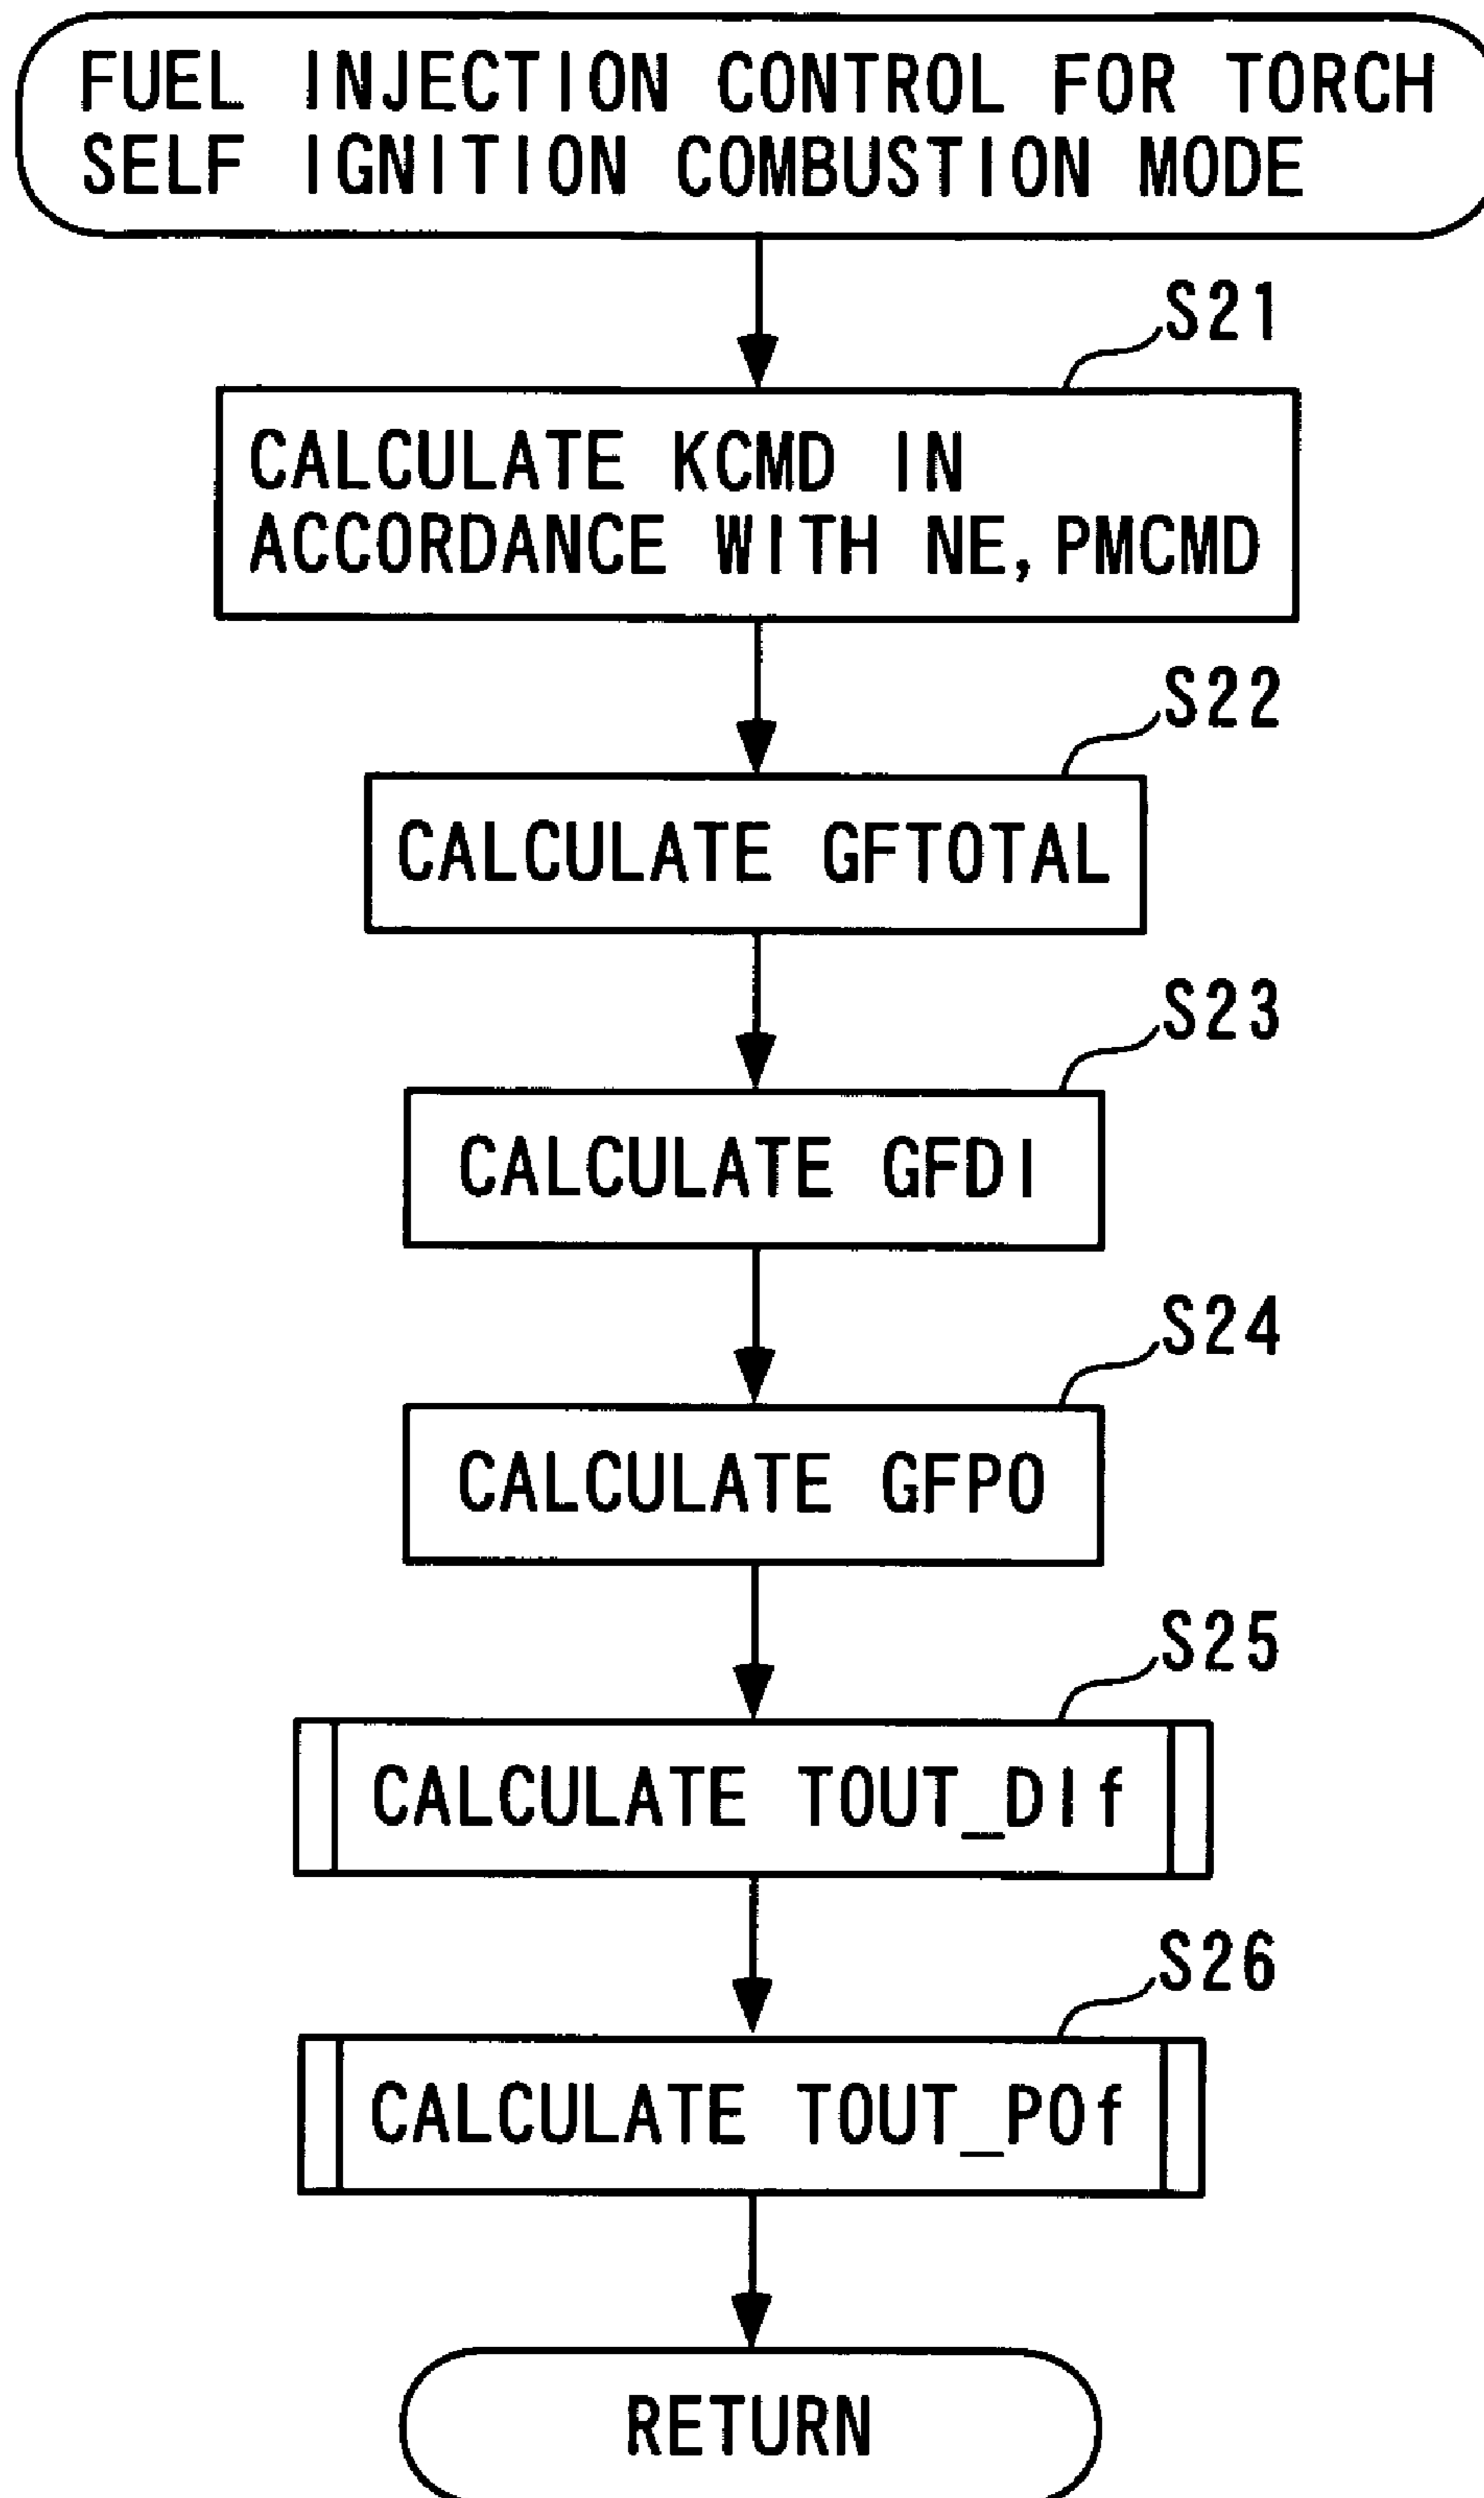 FUEL INJECTION CONTROL FOR TORCH
SELF IGNITION COMBUSTION MODE
S21
CALCULATE KCMD IN
ACCORDANCE WITH NE, PMCMD
S22
CALCULATE GFTOTAL
S23
CALCULATE GFDI
S24
CALCULATE GFPO
S25
CALCULATE TOUT_DIf
S26
CALCULATE TOUT_POf
RETURN